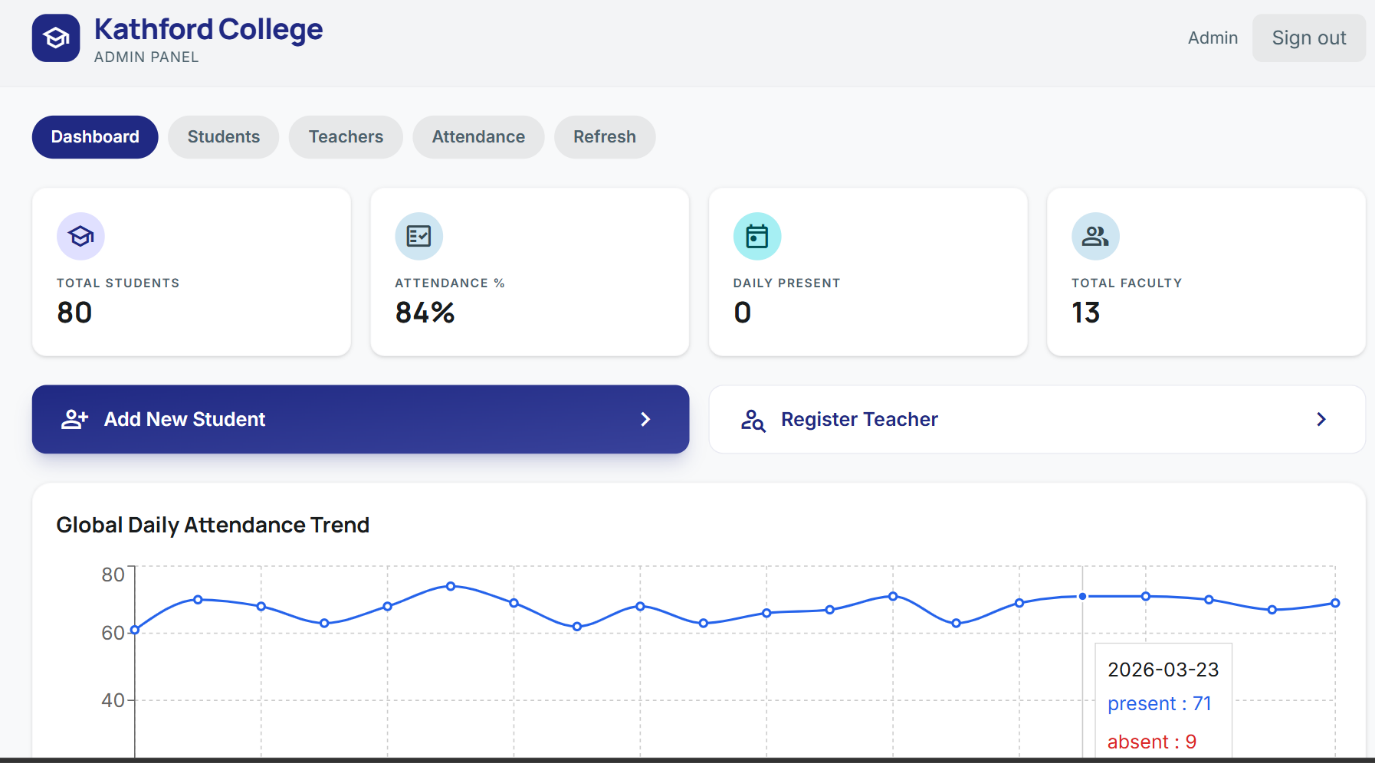 Kathford College
ADMIN PANEL
Admin
Sign out
Dashboard
Students
Teachers
Attendance
Refresh
TOTAL STUDENTS
80
ATTENDANCE %
84%
DAILY PRESENT
0
TOTAL FACULTY
13
Add New Student
Register Teacher
Global Daily Attendance Trend
80
60
40
2026-03-23
present : 71
absent : 9